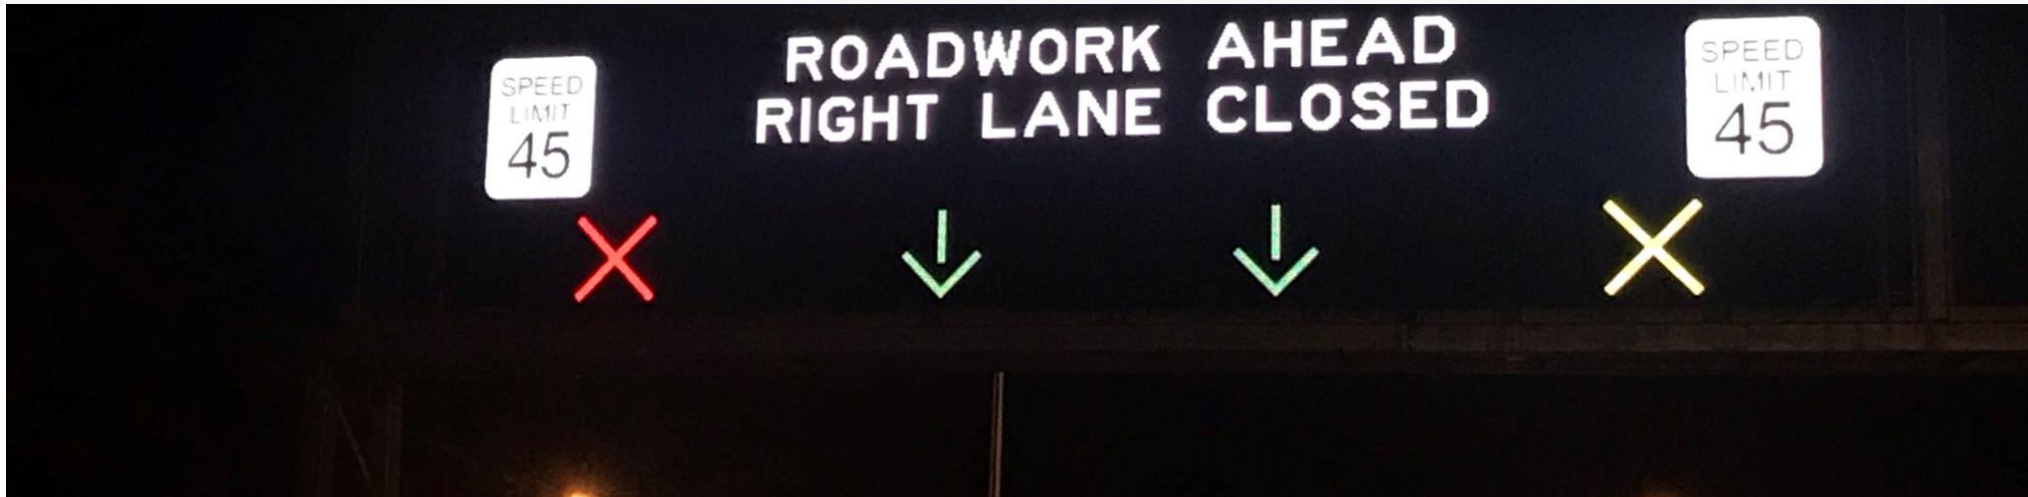 SPEED
LIMIT
45
ROADWORK AHEAD
RIGHT LANE CLOSED
SPEED
LIMIT
45